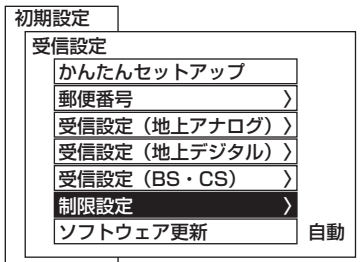 初期設定
受信設定
かんたんセットアップ
郵便番号 〉
受信設定（地上アナログ）〉
受信設定（地上デジタル）〉
受信設定（BS・CS） 〉
制限設定 〉
ソフトウェア更新 自動